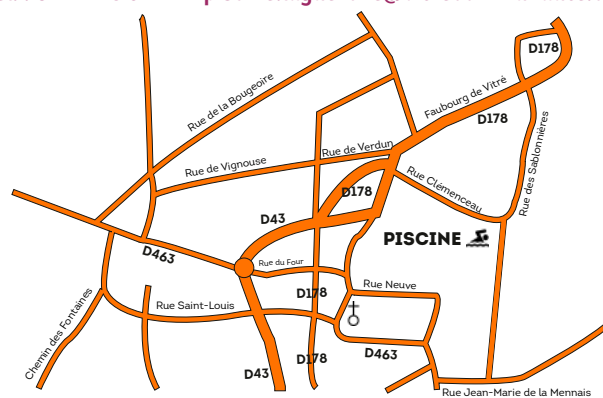 D178
Rue de la Bougeoire
Faubourg de Vitré
D178
Rue de Verdun
Rue de Vignouse
Rue Clémenceau
Rue des Sablonnières
D178
D43
PISCINE
D463
Rue du Four
Rue Neuve
D178
Chemin des Fontaines
Rue Saint-Louis
D463
D178
D43
Rue Jean-Marie de la Mennais